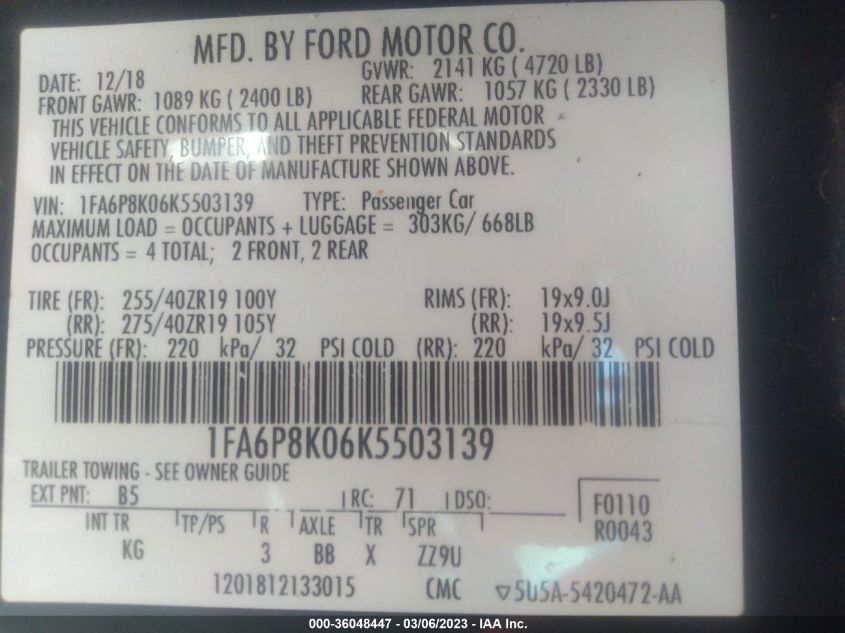 MFD. BY FORD MOTOR CO.
DATE: 12/18 GVWR: 2141 KG ( 4720 LB)
FRONT GAWR: 1089 KG ( 2400 LB) REAR GAWR: 1057 KG ( 2330 LB)
THIS VEHICLE CONFORMS TO ALL APPLICABLE FEDERAL MOTOR
VEHICLE SAFETY, BUMPER, AND THEFT PREVENTION STANDARDS
IN EFFECT ON THE DATE OF MANUFACTURE SHOWN ABOVE.
VIN: 1FA6P8K06K5503139 TYPE: Passenger Car
MAXIMUM LOAD = OCCUPANTS + LUGGAGE = 303KG/ 668LB
OCCUPANTS = 4 TOTAL; 2 FRONT, 2 REAR
TIRE (FR): 255/40ZR19 100Y RIMS (FR): 19x9.0J
(RR): 275/40ZR19 105Y (RR): 19x9.5J
PRESSURE (FR): 220 kPa/ 32 PSI COLD (RR): 220 kPa/ 32 PSI COLD
1FA6P8K06K5503139
TRAILER TOWING - SEE OWNER GUIDE
EXT PNT: B5 RC: 71 DSO: F0110
INT TR TP/PS R AXLE TR SPR R0043
KG 3 BB X ZZ9U
1201812133015 CMC ▽5U5A-5420472-AA
000-36048447 - 03/06/2023 - IAA Inc.